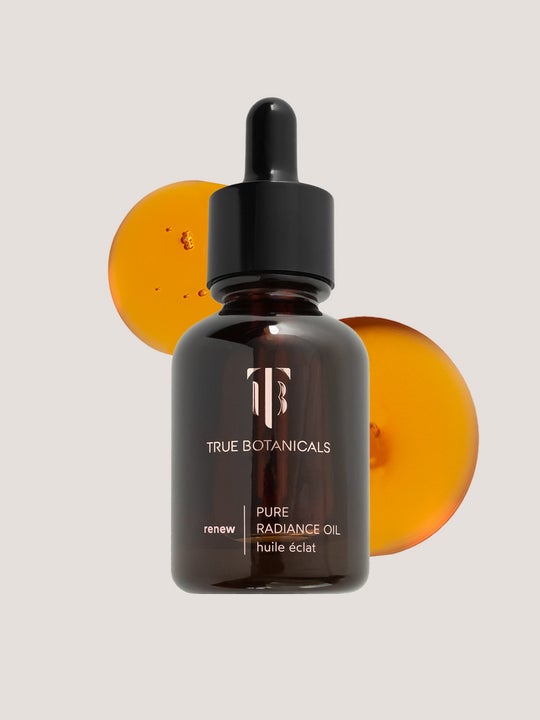 TB
TRUE BOTANICALS
renew
PURE
RADIANCE OIL
huile éclat